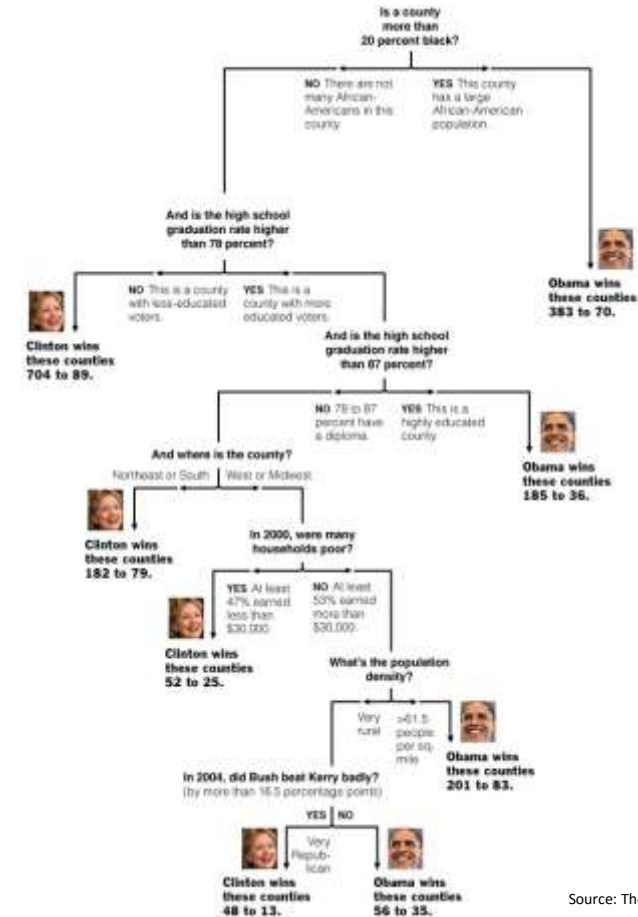 Is a county
more than
20 percent black?
NO There are not
many African-
Americans in this
county.
YES This county
has a large
African-American
population.
And is the high school
graduation rate higher
than 78 percent?
Obama wins
these counties
383 to 70.
NO This is a county
with less-educated
voters.
YES This is a
county with more
educated voters.
Clinton wins
these counties
704 to 89.
And is the high school
graduation rate higher
than 87 percent?
NO 78 to 87
percent have
a diploma.
YES This is a
highly educated
county.
Obama wins
these counties
185 to 36.
And where is the county?
Northeast or South
West or Midwest
Clinton wins
these counties
182 to 79.
In 2000, were many
households poor?
YES At least
47% earned
less than
$30,000.
NO At least
53% earned
more than
$30,000.
Clinton wins
these counties
52 to 25.
What's the population
density?
Very
rural
>61.5
people
per sq.
mile
Obama wins
these counties
201 to 83.
In 2004, did Bush beat Kerry badly?
(by more than 16.5 percentage points)
YES
NO
Very
Repub-
lican
Clinton wins
these counties
48 to 13.
Obama wins
these counties
56 to 35.
Source: Th